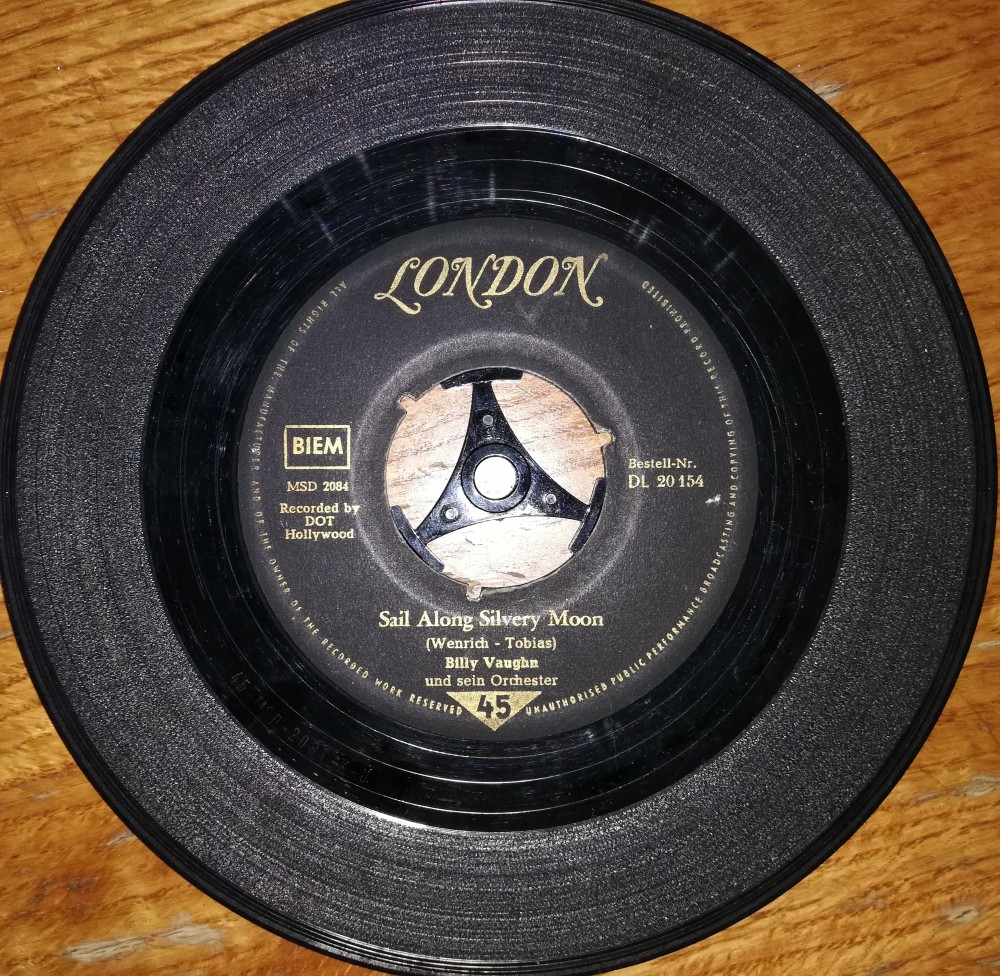 LONDON
ALL RIGHTS OF THE MANUFACTURER AND OF THE OWNER OF THE RECORDED WORK RESERVED
UNAUTHORISED PUBLIC PERFORMANCE BROADCASTING AND COPYING OF THIS RECORD PROHIBITED
BIEM
MSD 2084
Recorded by
DOT
Hollywood
Bestell-Nr.
DL 20 154
Sail Along Silvery Moon
(Wenrich - Tobias)
Billy Vaughn
und sein Orchester
45